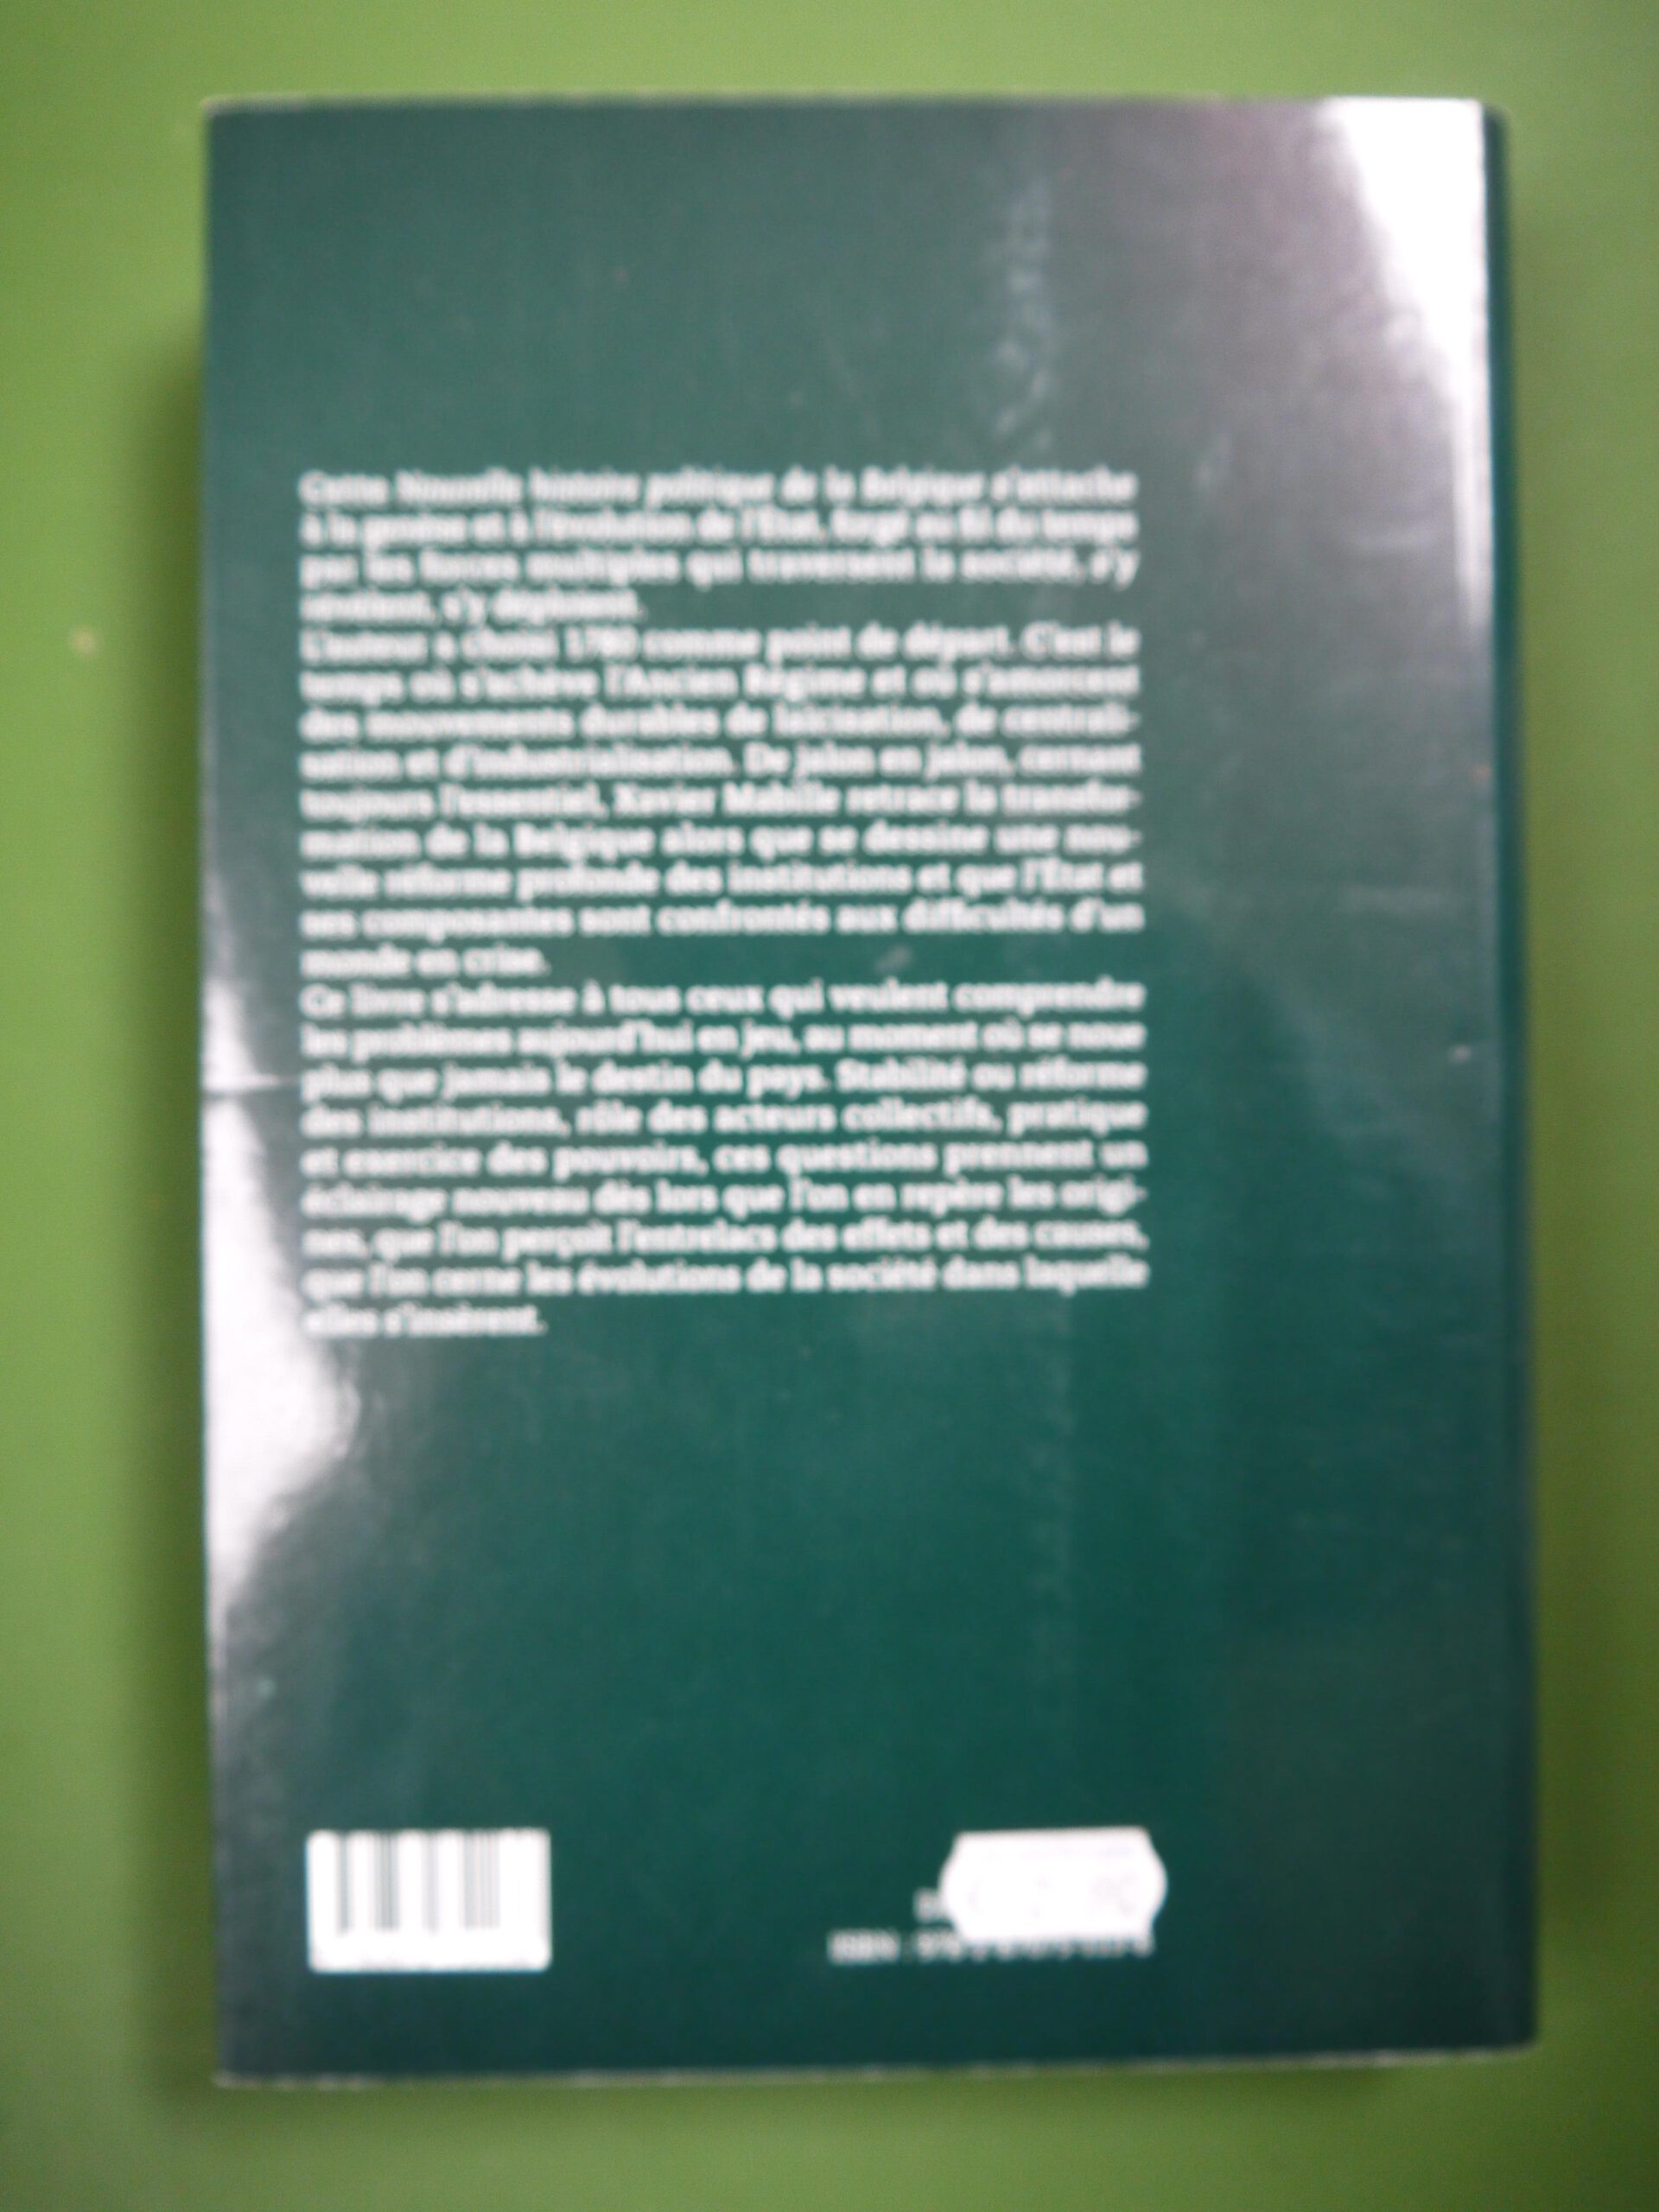 Cette Nouvelle histoire politique de la Belgique s'attache
à la genèse et à l'évolution de l'État, forgé au fil du temps
par les forces multiples qui traversent la société, s'y
révèlent, s'y déploient.
L'auteur a choisi 1780 comme point de départ. C'est le
temps où s'achève l'Ancien Régime et où s'amorcent
des mouvements durables de laïcisation, de centrali-
sation et d'industrialisation. De jalon en jalon, cernant
toujours l'essentiel, Xavier Mabille retrace la transfor-
mation de la Belgique alors que se dessine une nou-
velle réforme profonde des institutions et que l'État et
ses composantes sont confrontés aux difficultés d'un
monde en crise.
Ce livre s'adresse à tous ceux qui veulent comprendre
les problèmes aujourd'hui en jeu, au moment où se noue
plus que jamais le destin du pays. Stabilité ou réforme
des institutions, rôle des acteurs collectifs, pratique
et exercice des pouvoirs, ces questions prennent un
éclairage nouveau dès lors que l'on en repère les origi-
nes, que l'on perçoit l'entrelacs des effets et des causes,
que l'on cerne les évolutions de la société dans laquelle
elles s'insèrent.
ISBN :